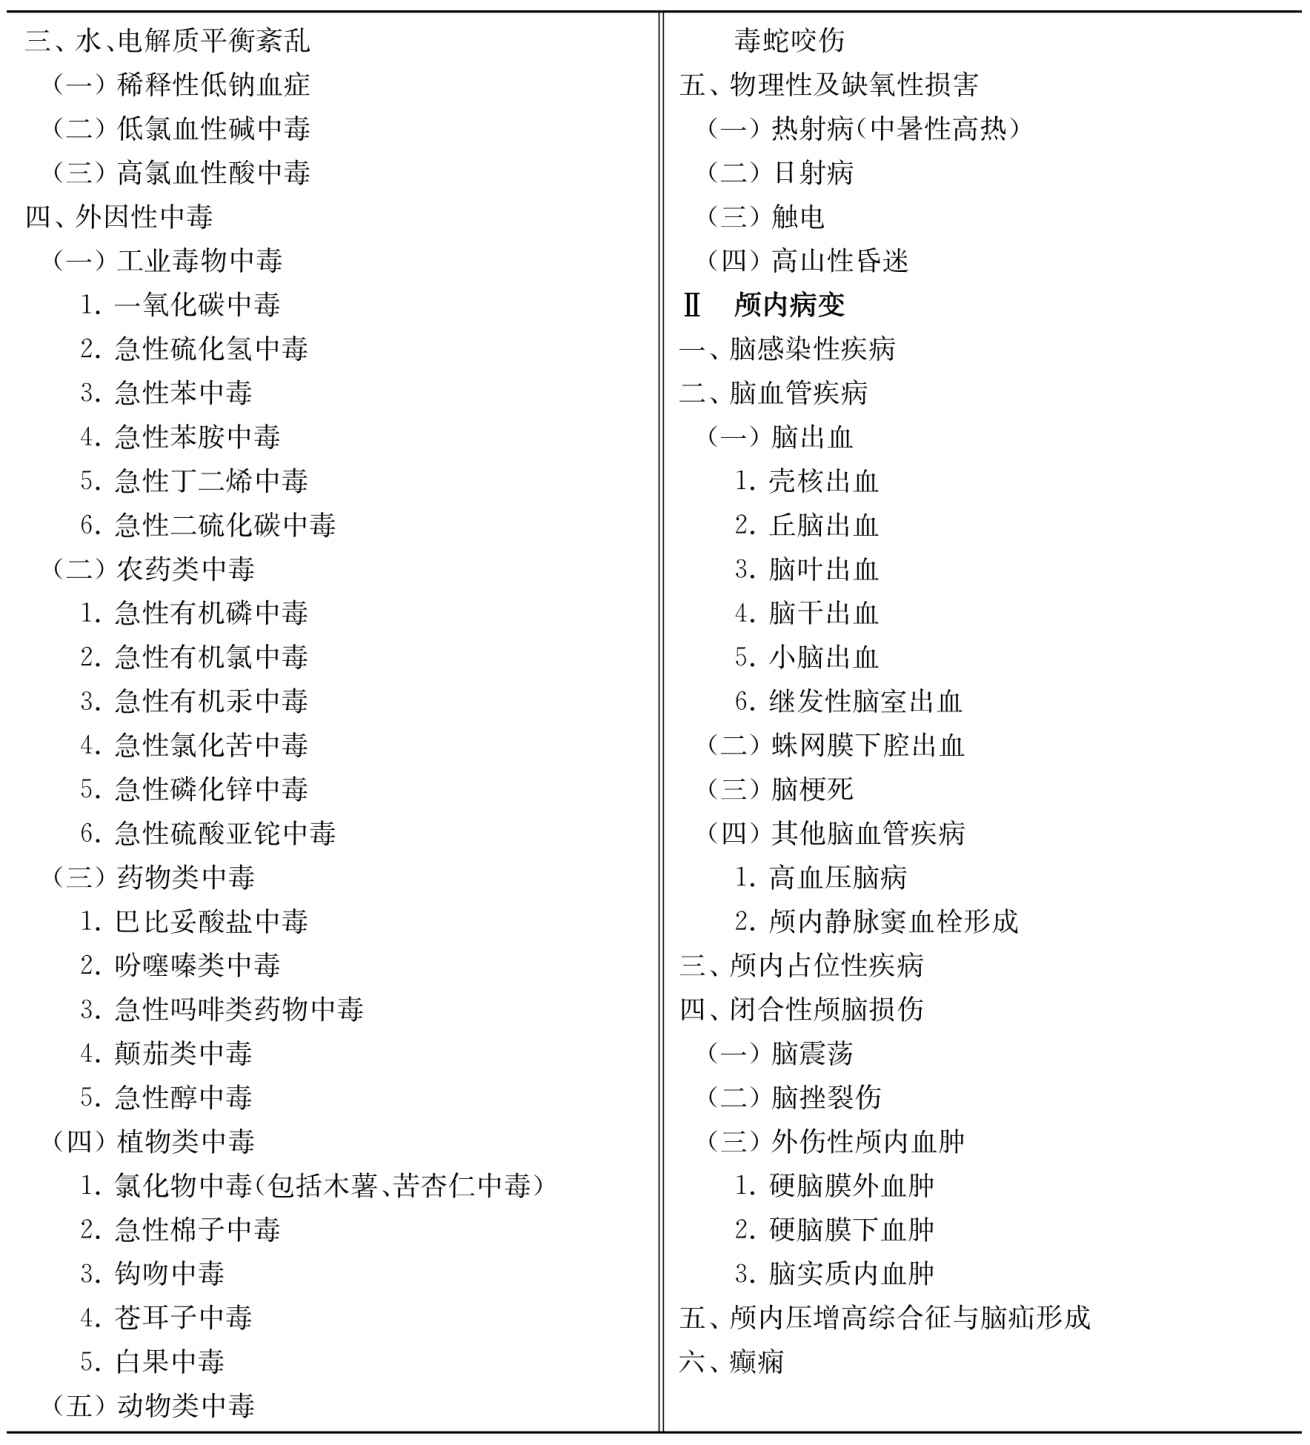 三、水、电解质平衡紊乱
（一）稀释性低钠血症
（二）低氯血性碱中毒
（三）高氯血性酸中毒
四、外因性中毒
（一）工业毒物中毒
1. 一氧化碳中毒
2. 急性硫化氢中毒
3. 急性苯中毒
4. 急性苯胺中毒
5. 急性丁二烯中毒
6. 急性二硫化碳中毒
（二）农药类中毒
1. 急性有机磷中毒
2. 急性有机氯中毒
3. 急性有机汞中毒
4. 急性氯化苦中毒
5. 急性磷化锌中毒
6. 急性硫酸亚铊中毒
（三）药物类中毒
1. 巴比妥酸盐中毒
2. 吩噻嗪类中毒
3. 急性吗啡类药物中毒
4. 颠茄类中毒
5. 急性醇中毒
（四）植物类中毒
1. 氯化物中毒（包括木薯、苦杏仁中毒）
2. 急性棉子中毒
3. 钩吻中毒
4. 苍耳子中毒
5. 白果中毒
（五）动物类中毒
毒蛇咬伤
五、物理性及缺氧性损害
（一）热射病（中暑性高热）
（二）日射病
（三）触电
（四）高山性昏迷
Ⅱ 颅内病变
一、脑感染性疾病
二、脑血管疾病
（一）脑出血
1. 壳核出血
2. 丘脑出血
3. 脑叶出血
4. 脑干出血
5. 小脑出血
6. 继发性脑室出血
（二）蛛网膜下腔出血
（三）脑梗死
（四）其他脑血管疾病
1. 高血压脑病
2. 颅内静脉窦血栓形成
三、颅内占位性疾病
四、闭合性颅脑损伤
（一）脑震荡
（二）脑挫裂伤
（三）外伤性颅内血肿
1. 硬脑膜外血肿
2. 硬脑膜下血肿
3. 脑实质内血肿
五、颅内压增高综合征与脑疝形成
六、癫痫